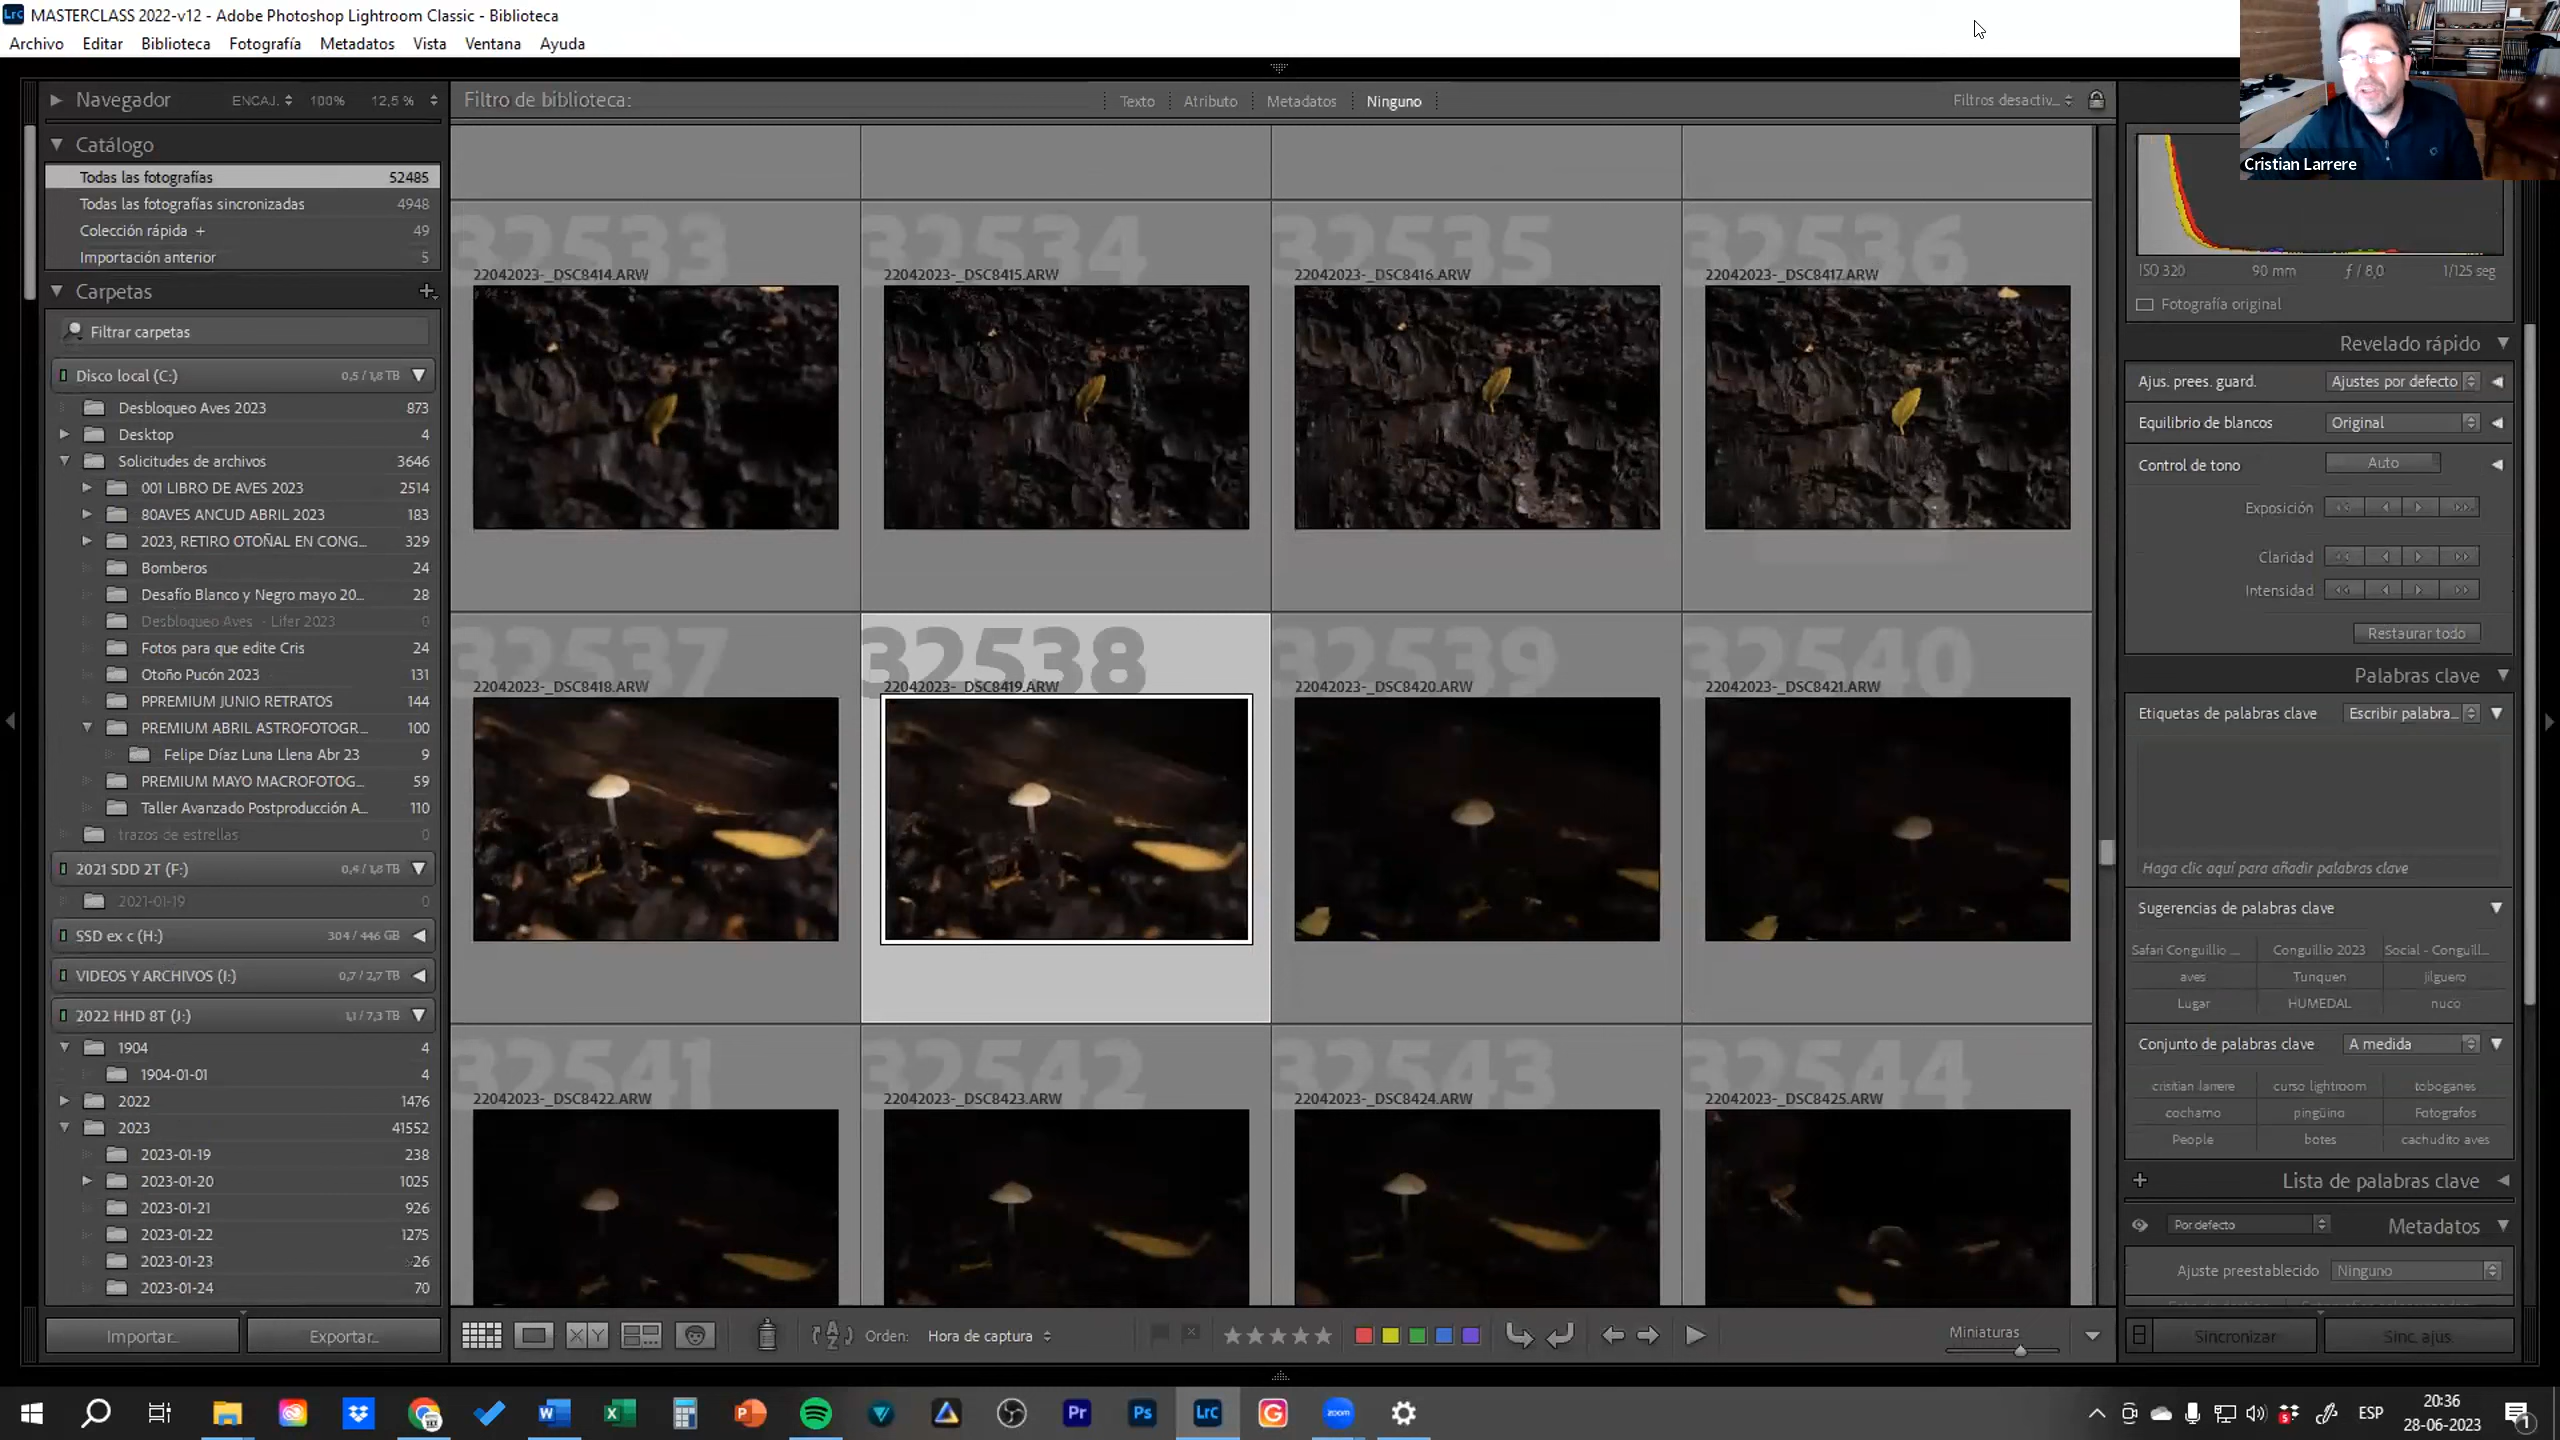 MASTERCLASS 2022-v12 - Adobe Photoshop Lightroom Classic - Biblioteca
Archivo Editar Biblioteca Fotografía Metadatos Vista Ventana Ayuda
Cristian Larrere
Navegador ENCAJ. 100% 12,5 %
Catálogo
Todas las fotografías 52485
Todas las fotografías sincronizadas 4948
Colección rápida + 49
Importación anterior 5
Carpetas
Filtrar carpetas
Disco local (C:) 0,5 / 1,8 TB
Desbloqueo Aves 2023 873
Desktop 4
Solicitudes de archivos 3646
001 LIBRO DE AVES 2023 2514
80AVES ANCUD ABRIL 2023 183
2023, RETIRO OTOÑAL EN CONG... 329
Bomberos 24
Desafío Blanco y Negro mayo 20... 28
Desbloqueo Aves - Lifer 2023 0
Fotos para que edite Cris 24
Otoño Pucón 2023 131
PPREMIUM JUNIO RETRATOS 144
PREMIUM ABRIL ASTROFOTOGR... 100
Felipe Díaz Luna Llena Abr 23 9
PREMIUM MAYO MACROFOTOG... 59
Taller Avanzado Postproducción A... 110
trazos de estrellas 0
2021 SDD 2T (F:) 0,4 / 1,8 TB
2021-01-19 0
SSD ex c (H:) 304 / 446 GB
VIDEOS Y ARCHIVOS (I:) 0,7 / 2,7 TB
2022 HHD 8T (J:) 1,1 / 7,3 TB
1904 4
1904-01-01 4
2022 1476
2023 41552
2023-01-19 238
2023-01-20 1025
2023-01-21 926
2023-01-22 1275
2023-01-23 26
2023-01-24 70
Importar... Exportar...
Filtro de biblioteca: Texto Atributo Metadatos Ninguno Filtros desactiv...
32533 32534 32535 32536
22042023-_DSC8414.ARW 22042023-_DSC8415.ARW 22042023-_DSC8416.ARW 22042023-_DSC8417.ARW
32537 32538 32539 32540
22042023-_DSC8418.ARW 22042023-_DSC8419.ARW 22042023-_DSC8420.ARW 22042023-_DSC8421.ARW
32541 32542 32543 32544
22042023-_DSC8422.ARW 22042023-_DSC8423.ARW 22042023-_DSC8424.ARW 22042023-_DSC8425.ARW
XY AZ Orden: Hora de captura Miniaturas
ISO 320 90 mm ƒ / 8,0 1/125 seg
Fotografía original
Revelado rápido
Ajus. prees. guard. Ajustes por defecto
Equilibrio de blancos Original
Control de tono Auto
Exposición
Claridad
Intensidad
Restaurar todo
Palabras clave
Etiquetas de palabras clave Escribir palabra...
Haga clic aquí para añadir palabras clave
Sugerencias de palabras clave
Safari Conguillio ... Conguillio 2023 Social - Conguill...
aves Tunquen jilguero
Lugar HUMEDAL nuco
Conjunto de palabras clave A medida
cristian larrere curso lightroom toboganes
cochamo pingüino Fotografos
People botes cachudito aves
Lista de palabras clave
Por defecto Metadatos
Ajuste preestablecido Ninguno
Sincronizar Sinc. ajus.
W X P Pr Ps LrC G zoom
ESP 20:36
28-06-2023